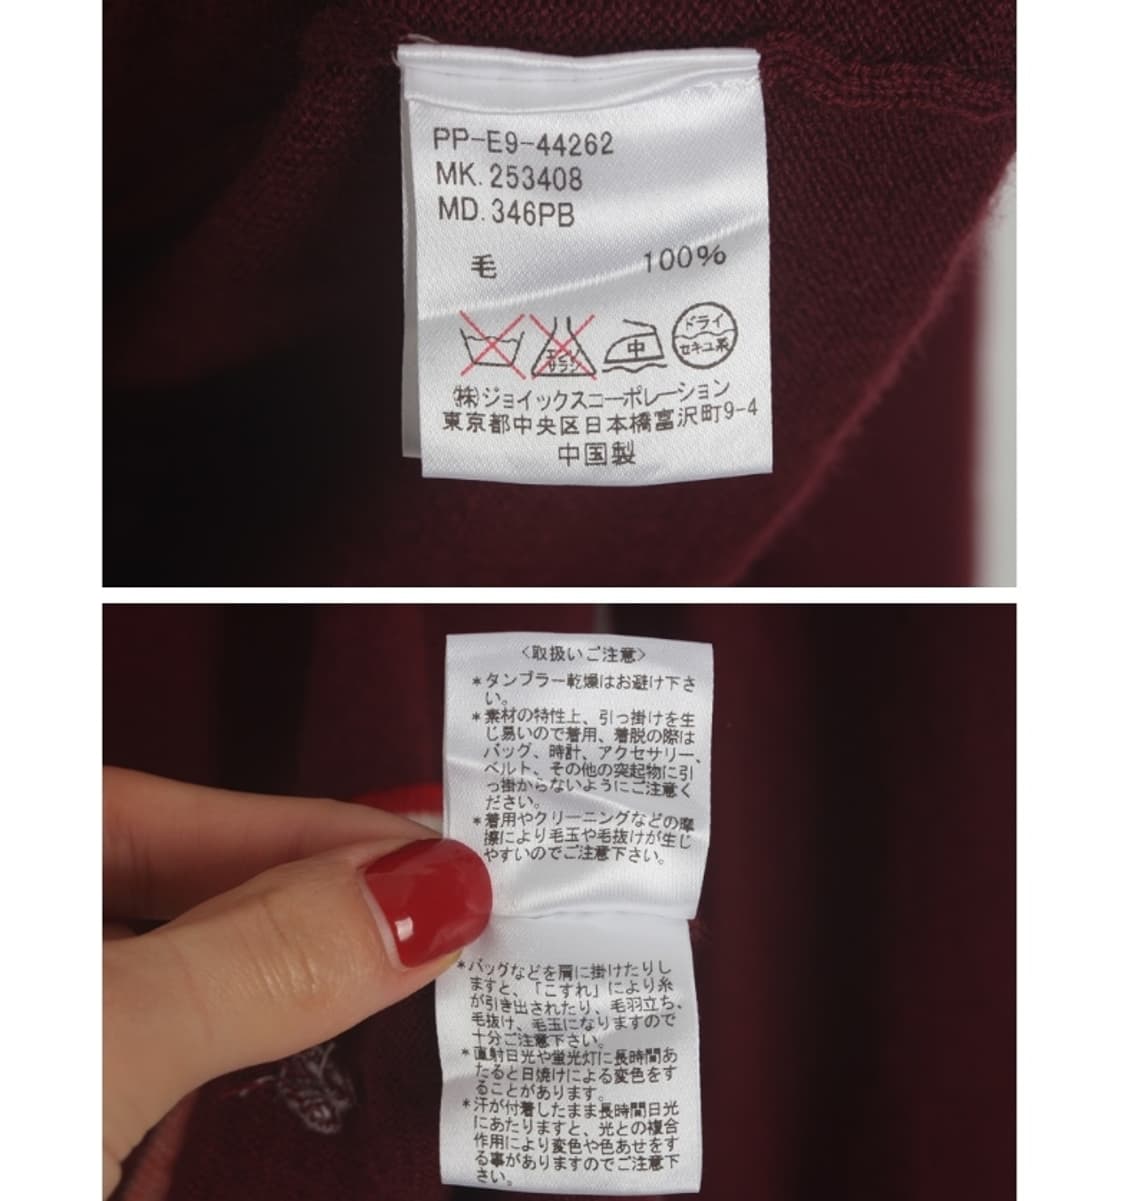 PP-E9-44262
MK. 253408
MD. 346PB
毛 100%
エンソ
サラシ
中
ドライ
セキユ系
(株)ジョイックスコーポレーション
東京都中央区日本橋富沢町9-4
中国製
〈取扱いご注意〉
*タンブラー乾燥はお避け下さ
い。
*素材の特性上、引っ掛けを生
じ易いので着用、着脱の際は
バッグ、時計、アクセサリー、
ベルト、その他の突起物に引
っ掛からないようにご注意く
ださい。
*着用やクリーニングなどの摩
擦により毛玉や毛抜けが生じ
やすいのでご注意下さい。
*バッグなどを肩に掛けたりし
ますと、「こすれ」により糸
が引き出されたり、毛羽立ち、
毛抜け、毛玉になりますので
十分ご注意下さい。
*直射日光や蛍光灯に長時間あ
たると日焼けによる変色をす
ることがあります。
*汗が付着したまま長時間日光
にあたりますと、光との複合
作用により変色や色あせをす
る事がありますのでご注意下
さい。